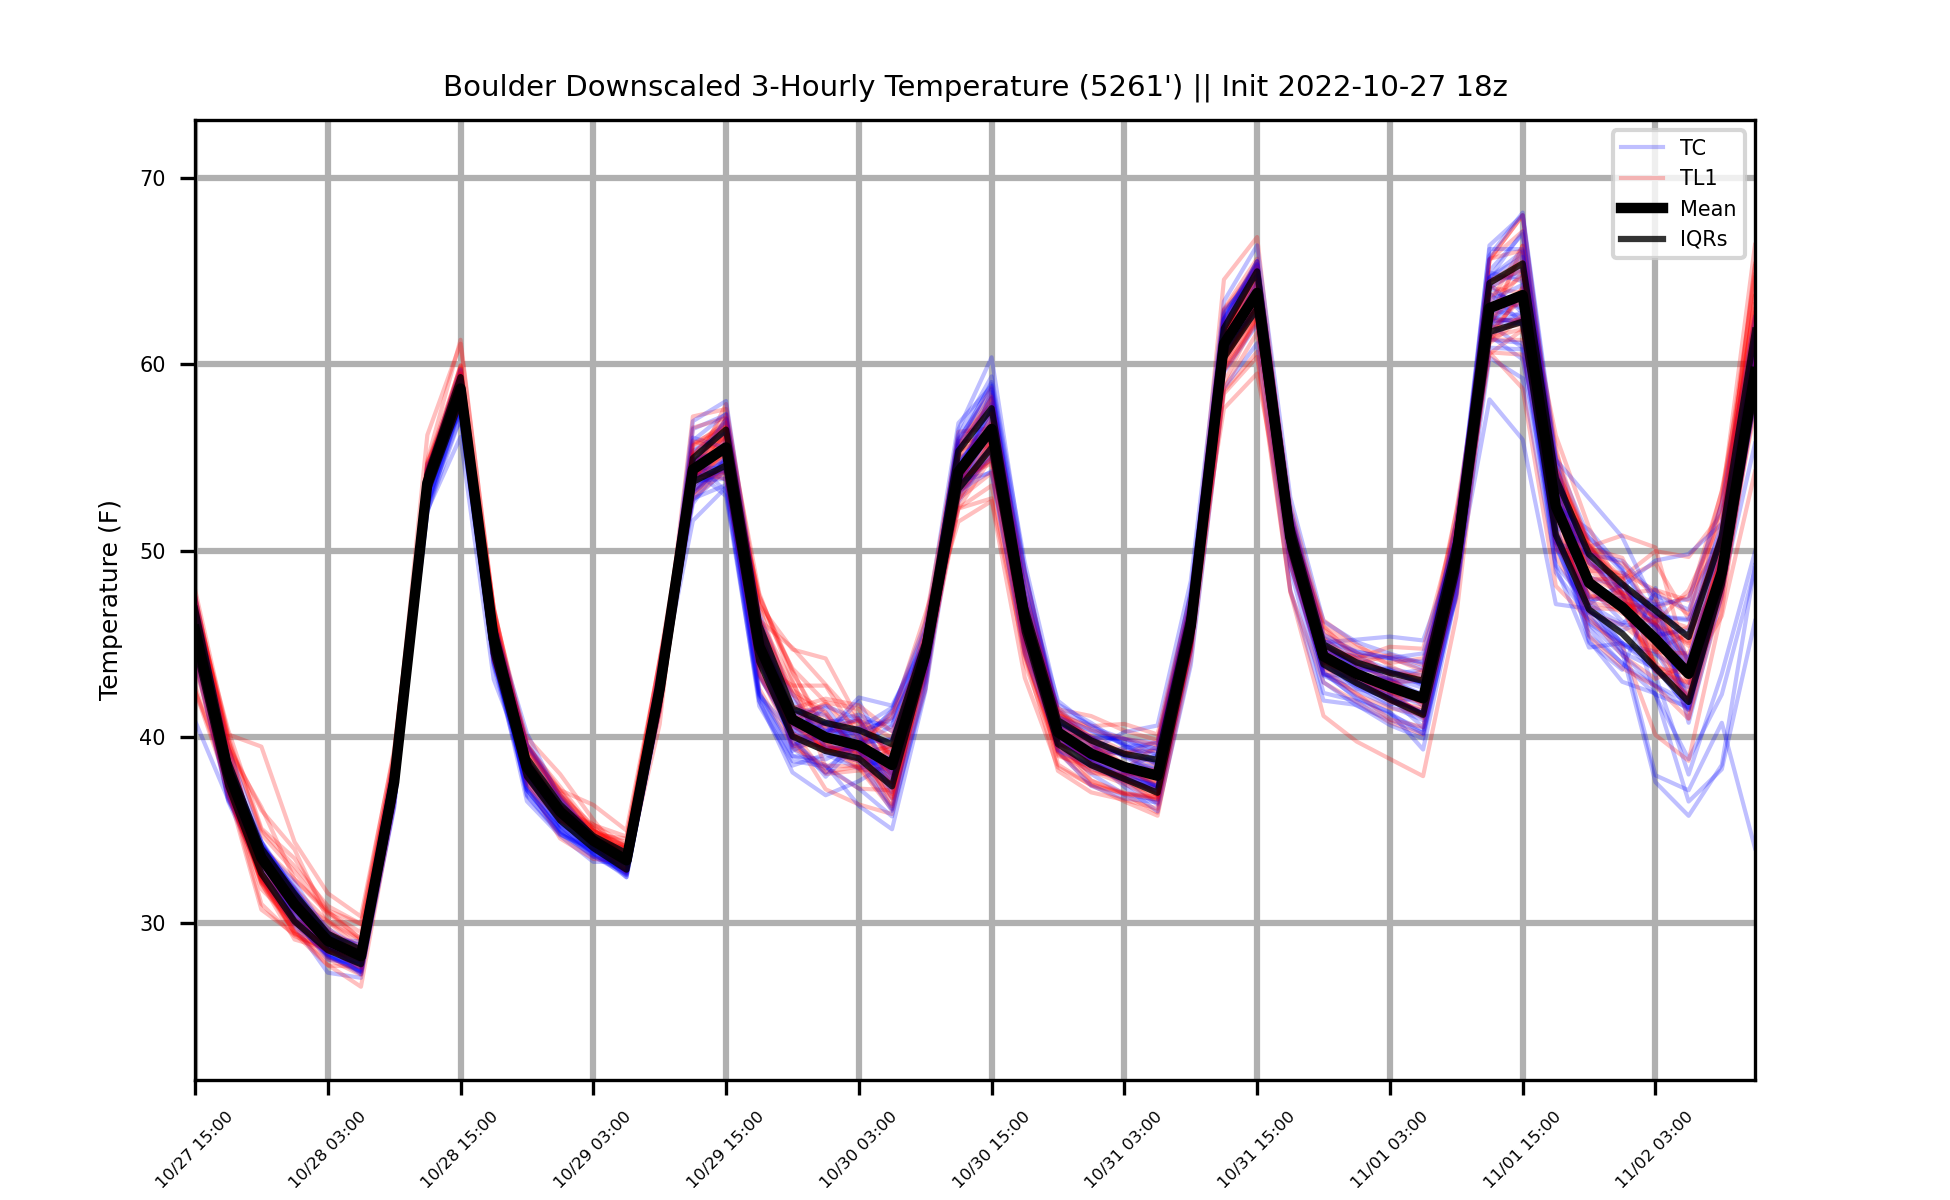 Boulder Downscaled 3-Hourly Temperature (5261') || Init 2022-10-27 18z
TC
TL1
Mean
IQRs
Temperature (F)
70
60
50
40
30
10/27 15:00
10/28 03:00
10/28 15:00
10/29 03:00
10/29 15:00
10/30 03:00
10/30 15:00
10/31 03:00
10/31 15:00
11/01 03:00
11/01 15:00
11/02 03:00